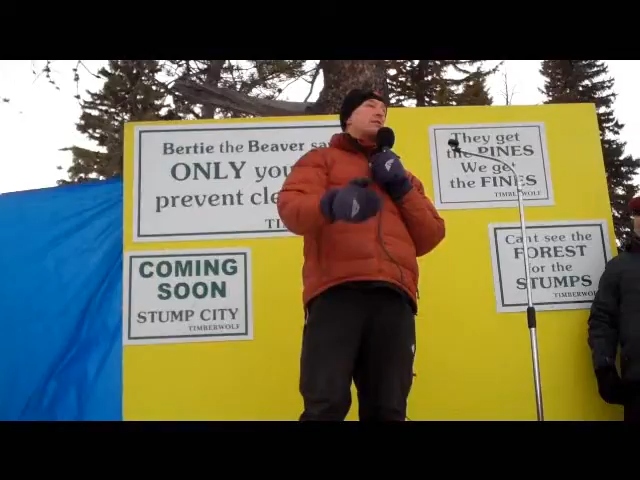 Bertie the Beaver
ONLY you
prevent
COMING
SOON
STUMP CITY
TIMBERWOLF
They get
the PINES
We get
the FINES
TIMBERWOLF
Can't see the
FOREST
for the
STUMPS
TIMBERWOLF